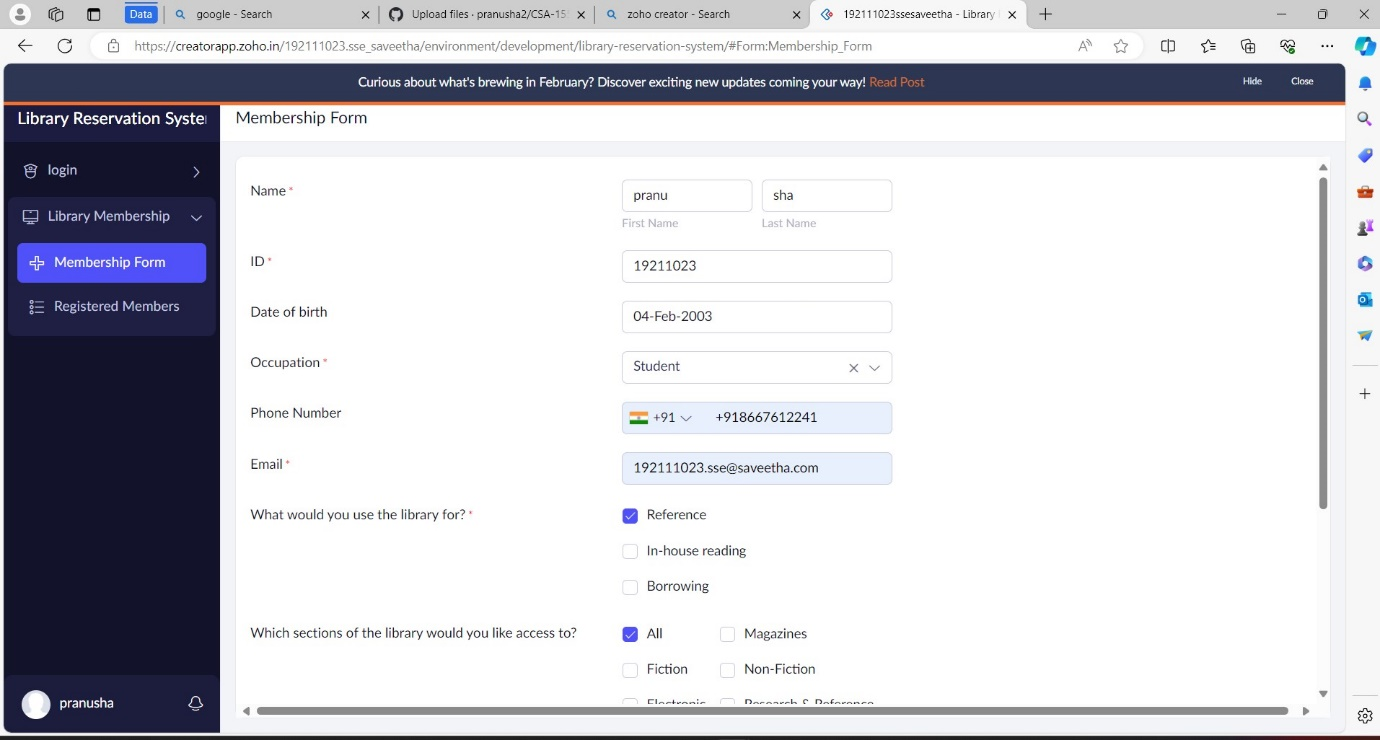 Data
google - Search
Upload files · pranusha2/CSA-15
zoho creator - Search
192111023ssesaveetha - Library
https://creatorapp.zoho.in/192111023.sse_saveetha/environment/development/library-reservation-system/#Form:Membership_Form
Curious about what's brewing in February? Discover exciting new updates coming your way! Read Post
Hide
Close
Library Reservation Syste
Membership Form
login
Library Membership
Membership Form
Registered Members
Name *
pranu
sha
First Name
Last Name
ID *
19211023
Date of birth
04-Feb-2003
Occupation *
Student
Phone Number
+91
+918667612241
Email *
192111023.sse@saveetha.com
What would you use the library for? *
Reference
In-house reading
Borrowing
Which sections of the library would you like access to?
All
Magazines
Fiction
Non-Fiction
Electronic
Research & Reference
pranusha